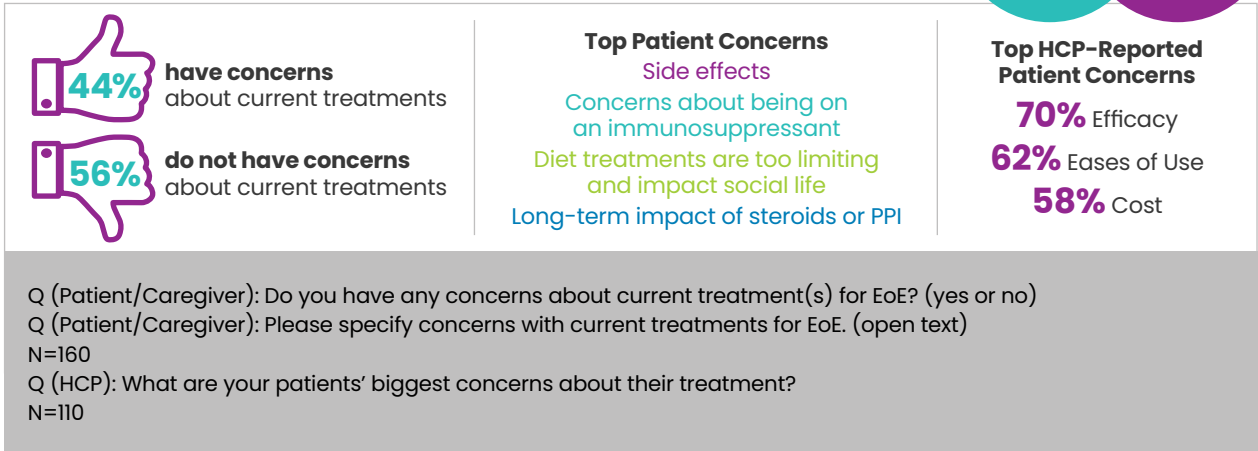 44%
have concerns
about current treatments
56%
do not have concerns
about current treatments
Top Patient Concerns
Side effects
Concerns about being on
an immunosuppressant
Diet treatments are too limiting
and impact social life
Long-term impact of steroids or PPI
Top HCP-Reported
Patient Concerns
70% Efficacy
62% Eases of Use
58% Cost
Q (Patient/Caregiver): Do you have any concerns about current treatment(s) for EoE? (yes or no)
Q (Patient/Caregiver): Please specify concerns with current treatments for EoE. (open text)
N=160
Q (HCP): What are your patients’ biggest concerns about their treatment?
N=110